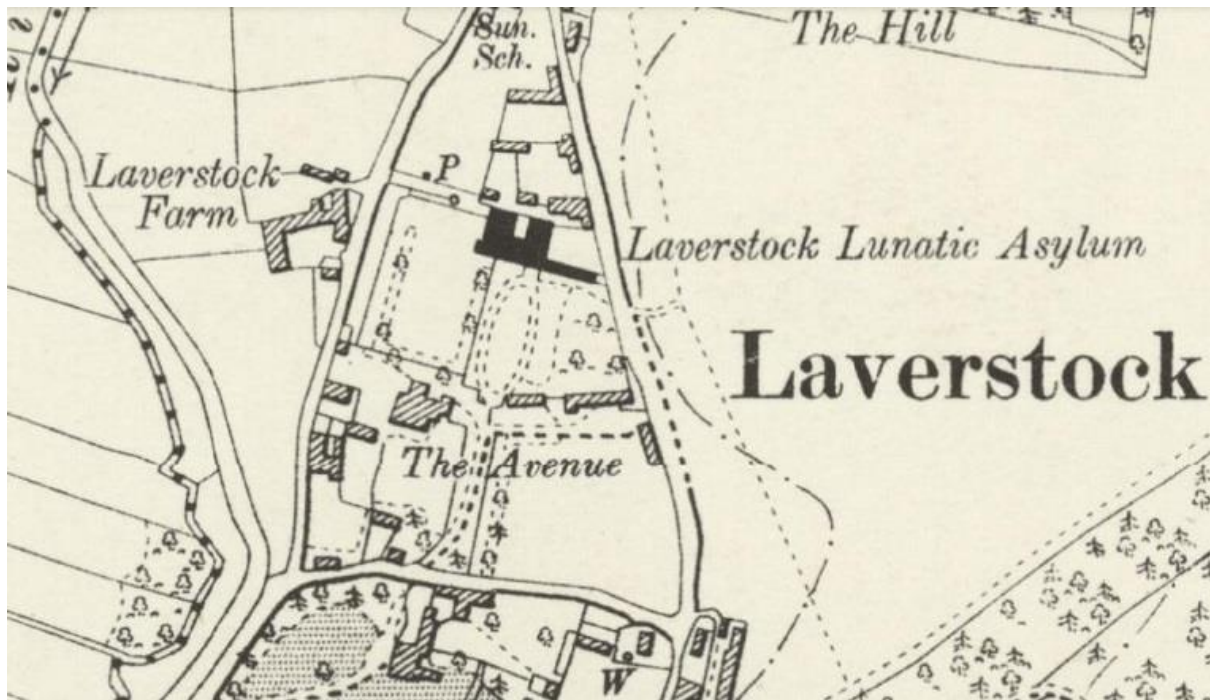 Sun.
Sch.
The Hill
P
Laverstock
Farm
Laverstock Lunatic Asylum
Laverstock
The Avenue
W